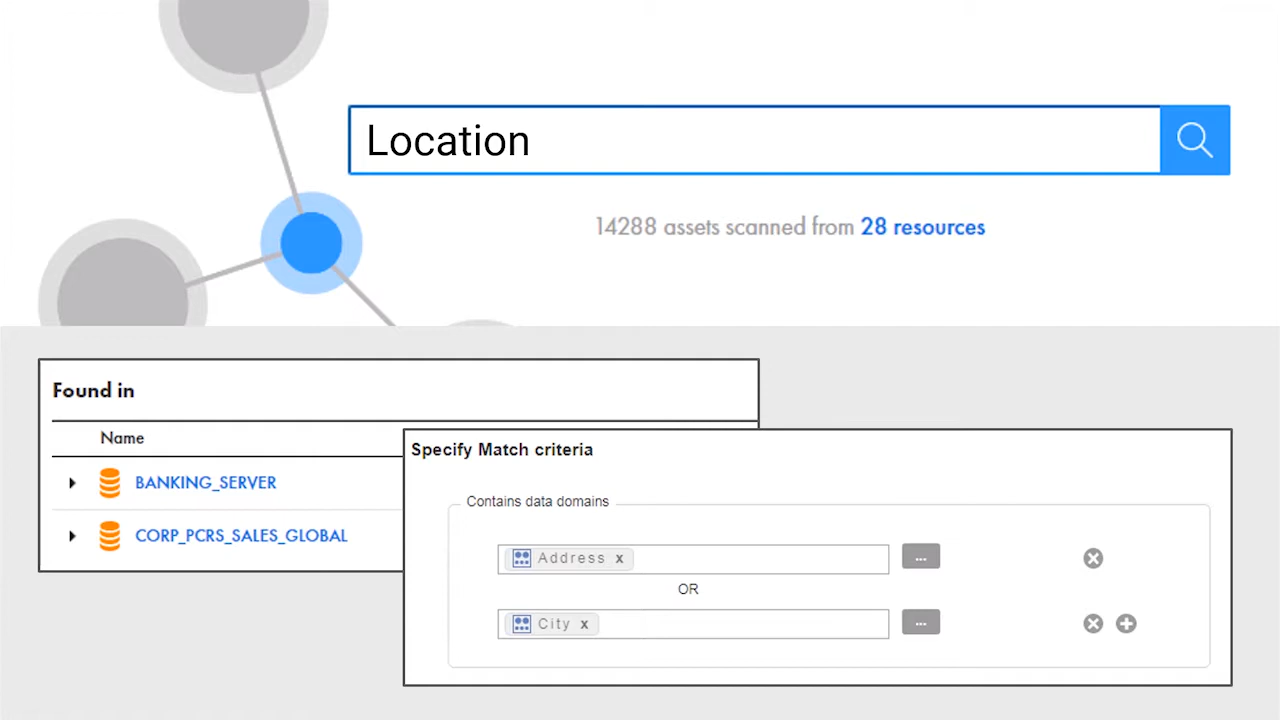 Location
14288 assets scanned from 28 resources
Found in
Name
BANKING_SERVER
CORP_PCRS_SALES_GLOBAL
Specify Match criteria
Contains data domains
Address x
...
OR
City x
...